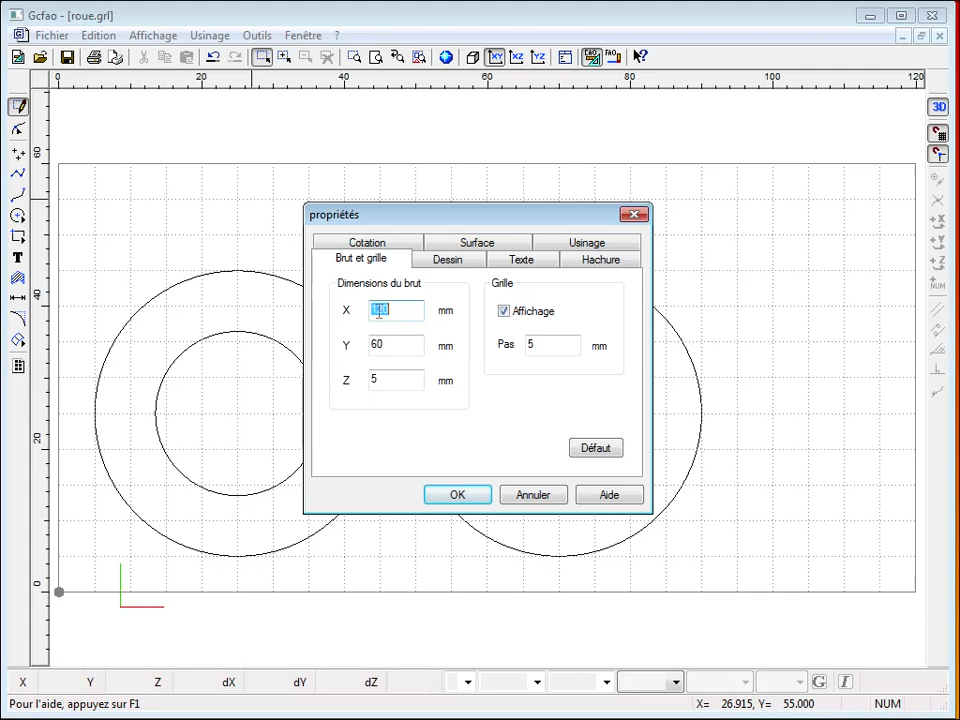 Gcfao - [roue.grl]
Fichier Edition Affichage Usinage Outils Fenêtre ?
0 20 40 60 80 100 120
3D
60
40
20
0
NUM
propriétés
Cotation Surface Usinage
Brut et grille Dessin Texte Hachure
Dimensions du brut Grille
X 120 mm Affichage
Y 60 mm Pas 5 mm
Z 5 mm
Défaut
OK Annuler Aide
X Y Z dX dY dZ G I
Pour l'aide, appuyez sur F1 X= 26.915, Y= 55.000 NUM